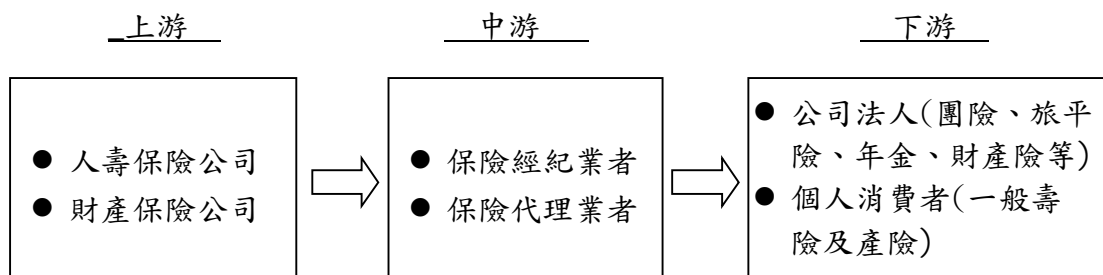 上游
中游
下游
● 人壽保險公司
● 財產保險公司
● 保險經紀業者
● 保險代理業者
● 公司法人(團險、旅平
險、年金、財產險等)
● 個人消費者(一般壽
險及產險)